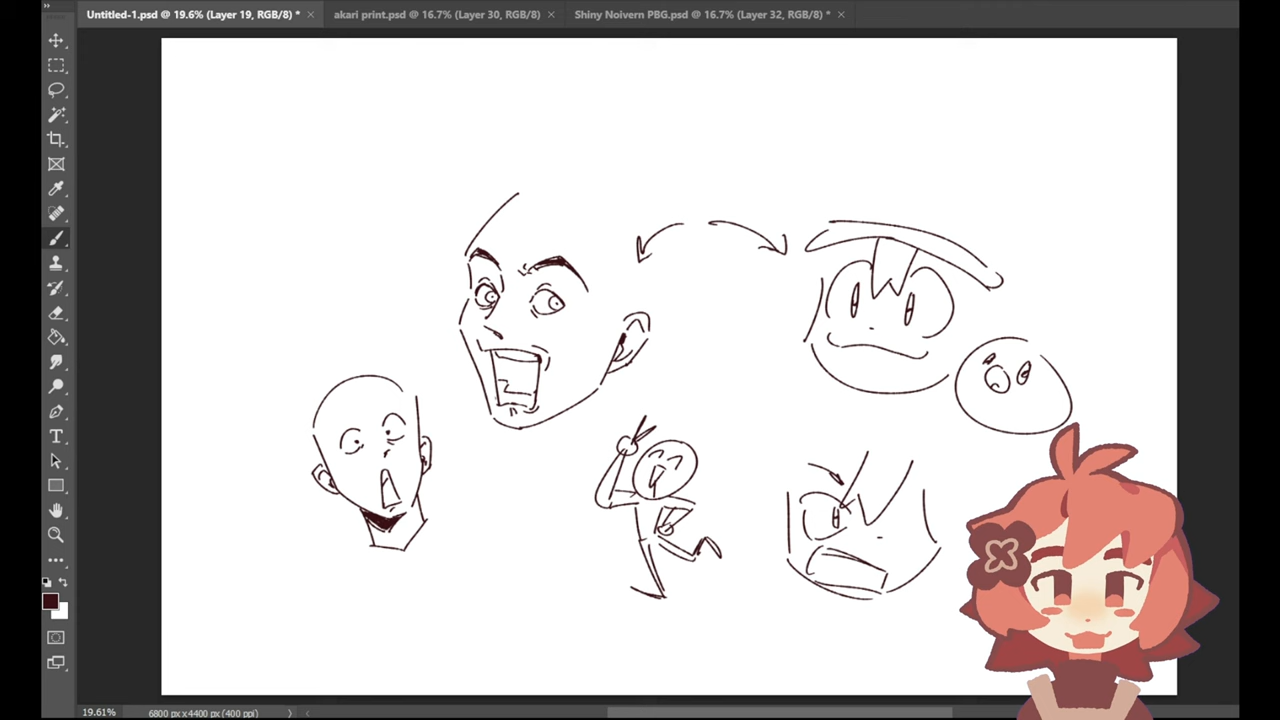 Untitled-1.psd @ 19.6% (Layer 19, RGB/8) *
akari print.psd @ 16.7% (Layer 30, RGB/8)
Shiny Noivern PBG.psd @ 16.7% (Layer 32, RGB/8) *
19.61%
6800 px x 4400 px (400 ppi)